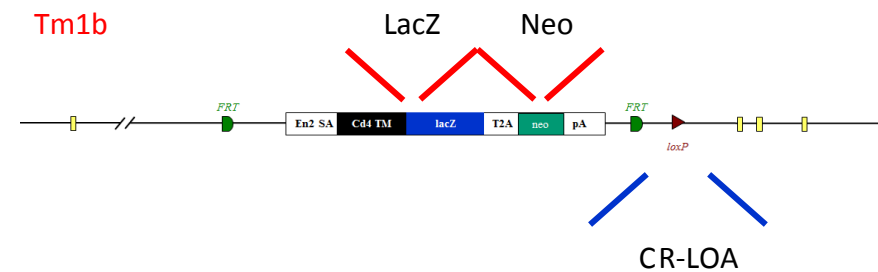 Tm1b
LacZ
Neo
FRT
FRT
En2 SA
Cd4 TM
lacZ
T2A
neo
pA
loxP
CR-LOA